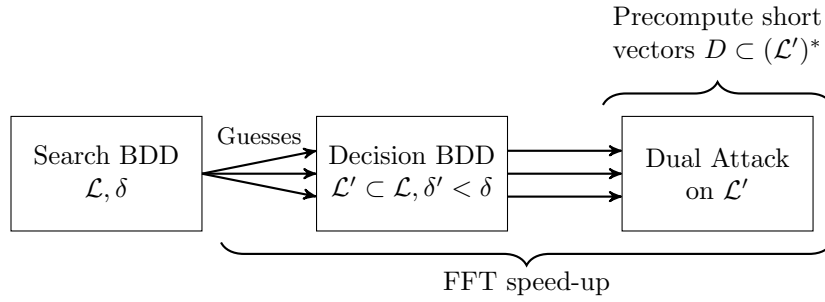 Precompute short
vectors D ⊂ (ℒ′)*
Guesses
Search BDD
ℒ, δ
Decision BDD
ℒ′ ⊂ ℒ, δ′ < δ
Dual Attack
on ℒ′
FFT speed-up